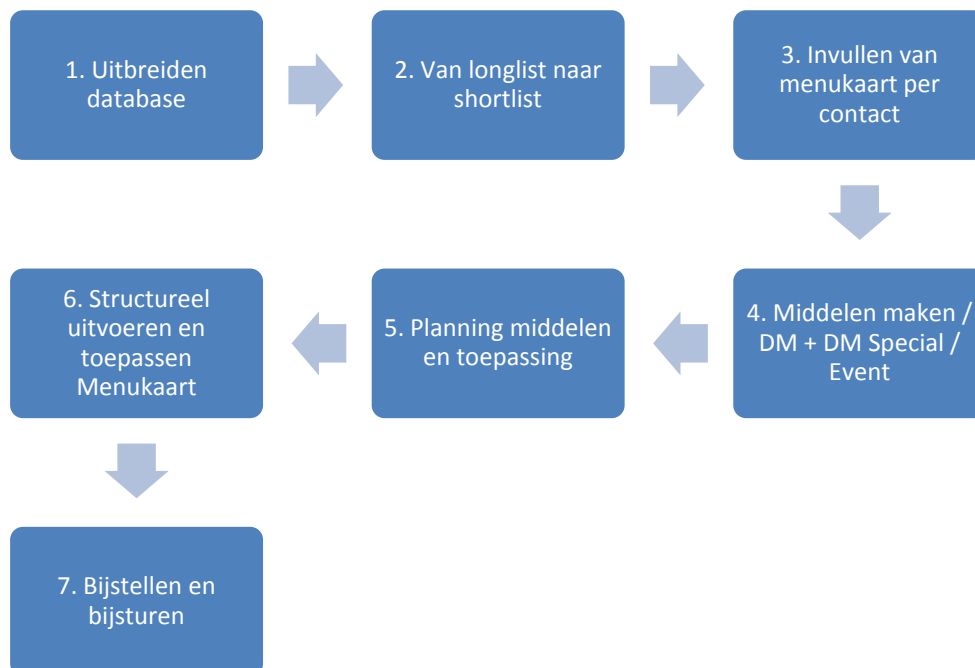 1. Uitbreiden
database
2. Van longlist naar
shortlist
3. Invullen van
menukaart per
contact
4. Middelen maken /
DM + DM Special /
Event
5. Planning middelen
en toepassing
6. Structureel
uitvoeren en
toepassen
Menukaart
7. Bijstellen en
bijsturen